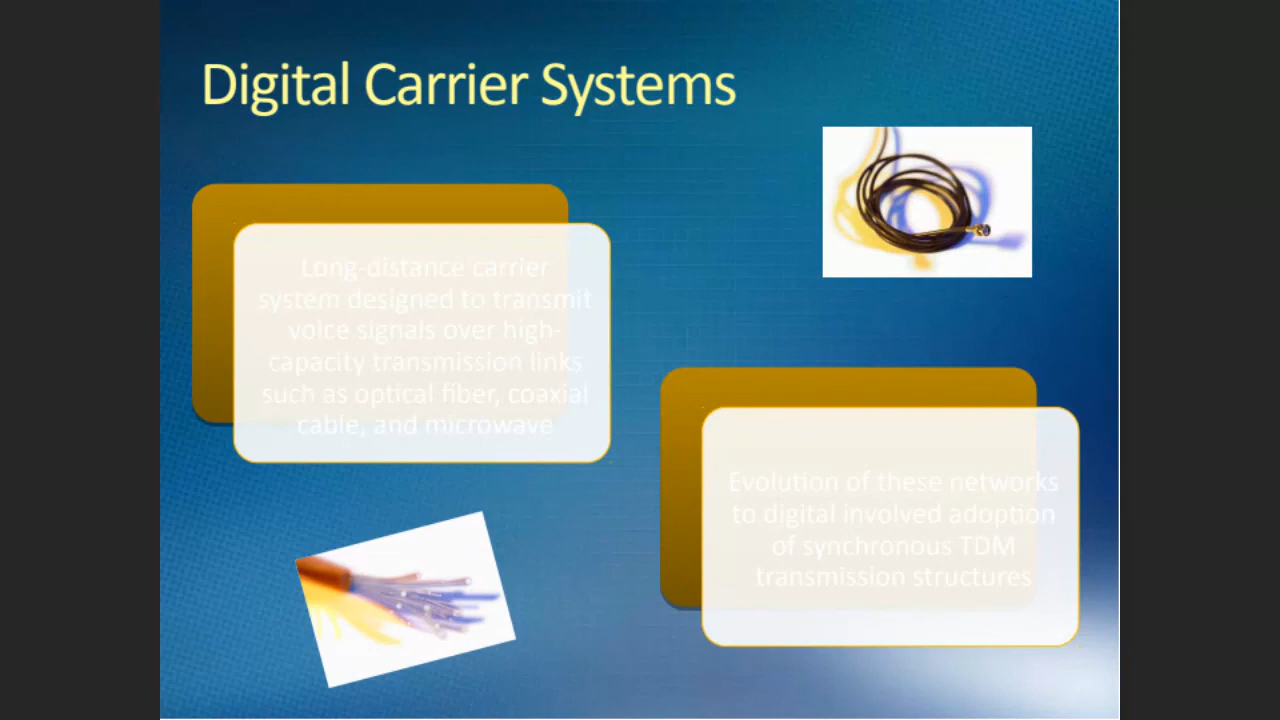 Digital Carrier Systems
Long-distance carrier
system designed to transmit
voice signals over high-
capacity transmission links
such as optical fiber, coaxial
cable, and microwave
Evolution of these networks
to digital involved adoption
of synchronous TDM
transmission structures